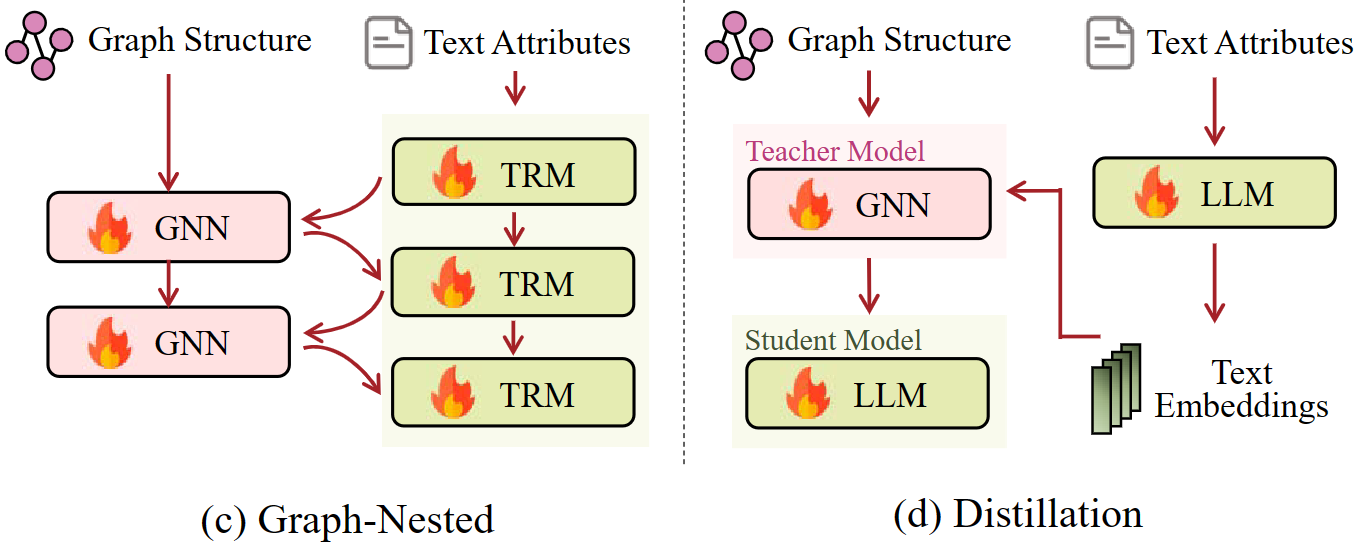 Graph Structure
Text Attributes
TRM
GNN
TRM
GNN
TRM
(c) Graph-Nested
Graph Structure
Text Attributes
Teacher Model
GNN
LLM
Student Model
LLM
Text
Embeddings
(d) Distillation